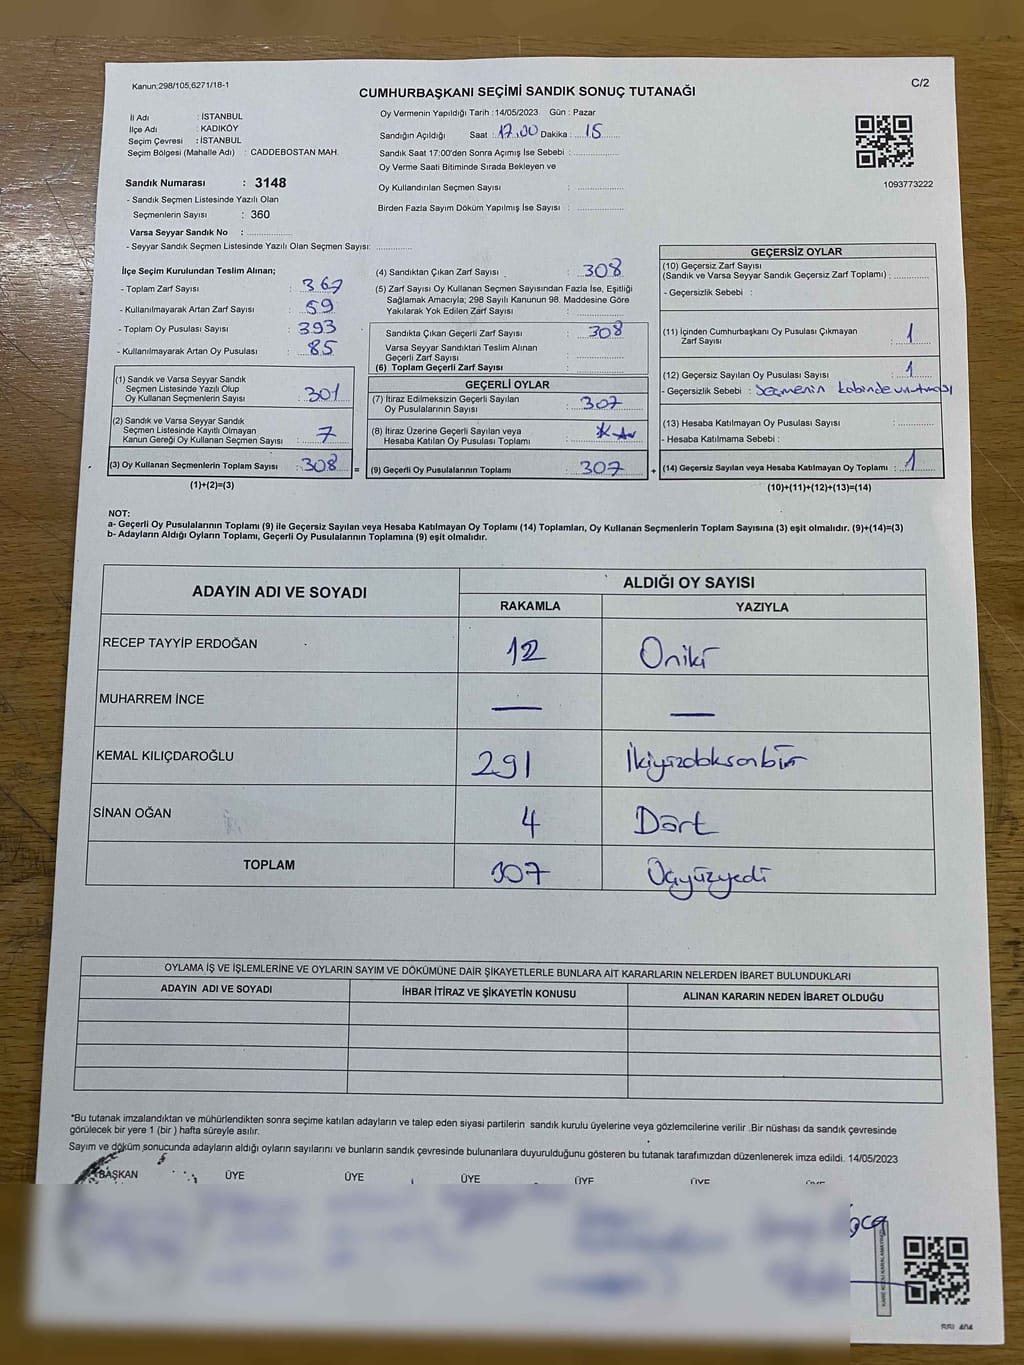 Kanun;298/105,6271/18-1
C/2
CUMHURBAŞKANI SEÇİMİ SANDIK SONUÇ TUTANAĞI
İl Adı : İSTANBUL
İlçe Adı : KADIKÖY
Seçim Çevresi : İSTANBUL
Seçim Bölgesi (Mahalle Adı) : CADDEBOSTAN MAH.
Sandık Numarası : 3148
- Sandık Seçmen Listesinde Yazılı Olan
Seçmenlerin Sayısı : 360
Varsa Seyyar Sandık No :
- Seyyar Sandık Seçmen Listesinde Yazılı Olan Seçmen Sayısı:
Oy Vermenin Yapıldığı Tarih : 14/05/2023 Gün : Pazar
Sandığın Açıldığı Saat : 17.00 Dakika : 15
Sandık Saat 17:00'den Sonra Açımış İse Sebebi :
Oy Verme Saati Bitiminde Sırada Bekleyen ve
Oy Kullandırılan Seçmen Sayısı :
Birden Fazla Sayım Döküm Yapılmış İse Sayısı :
1093773222
İlçe Seçim Kurulundan Teslim Alınan;
- Toplam Zarf Sayısı : 367
- Kullanılmayarak Artan Zarf Sayısı : 59
- Toplam Oy Pusulası Sayısı : 393
- Kullanılmayarak Artan Oy Pusulası : 85
(1) Sandık ve Varsa Seyyar Sandık
Seçmen Listesinde Yazılı Olup
Oy Kullanan Seçmenlerin Sayısı : 301
(2) Sandık ve Varsa Seyyar Sandık
Seçmen Listesinde Kayıtlı Olmayan
Kanun Gereği Oy Kullanan Seçmen Sayısı : 7
(3) Oy Kullanan Seçmenlerin Toplam Sayısı : 308
(1)+(2)=(3)
(4) Sandıktan Çıkan Zarf Sayısı : 308
(5) Zarf Sayısı Oy Kullanan Seçmen Sayısından Fazla İse, Eşitliği
Sağlamak Amacıyla; 298 Sayılı Kanunun 98. Maddesine Göre
Yakılarak Yok Edilen Zarf Sayısı :
Sandıkta Çıkan Geçerli Zarf Sayısı : 308
Varsa Seyyar Sandıktan Teslim Alınan
Geçerli Zarf Sayısı :
(6) Toplam Geçerli Zarf Sayısı :
GEÇERLİ OYLAR
(7) İtiraz Edilmeksizin Geçerli Sayılan
Oy Pusulalarının Sayısı : 307
(8) İtiraz Üzerine Geçerli Sayılan veya
Hesaba Katılan Oy Pusulası Toplamı :
= (9) Geçerli Oy Pusulalarının Toplamı : 307 +
GEÇERSİZ OYLAR
(10) Geçersiz Zarf Sayısı
(Sandık ve Varsa Seyyar Sandık Geçersiz Zarf Toplamı) :
- Geçersizlik Sebebi :
(11) İçinden Cumhurbaşkanı Oy Pusulası Çıkmayan
Zarf Sayısı : 1
(12) Geçersiz Sayılan Oy Pusulası Sayısı : 1
- Geçersizlik Sebebi : Seçmenin kabinde unutması
(13) Hesaba Katılmayan Oy Pusulası Sayısı :
- Hesaba Katılmama Sebebi :
(14) Geçersiz Sayılan veya Hesaba Katılmayan Oy Toplamı : 1
(10)+(11)+(12)+(13)=(14)
NOT:
a- Geçerli Oy Pusulalarının Toplamı (9) ile Geçersiz Sayılan veya Hesaba Katılmayan Oy Toplamı (14) Toplamları, Oy Kullanan Seçmenlerin Toplam Sayısına (3) eşit olmalıdır. (9)+(14)=(3)
b- Adayların Aldığı Oyların Toplamı, Geçerli Oy Pusulalarının Toplamına (9) eşit olmalıdır.
ADAYIN ADI VE SOYADI
ALDIĞI OY SAYISI
RAKAMLA YAZIYLA
RECEP TAYYİP ERDOĞAN 12 Oniki
MUHARREM İNCE — —
KEMAL KILIÇDAROĞLU 291 İkiyüzdoksanbir
SİNAN OĞAN 4 Dört
TOPLAM 307 Üçyüzyedi
OYLAMA İŞ VE İŞLEMLERİNE VE OYLARIN SAYIM VE DÖKÜMÜNE DAİR ŞİKAYETLERLE BUNLARA AİT KARARLARIN NELERDEN İBARET BULUNDUKLARI
ADAYIN ADI VE SOYADI İHBAR İTİRAZ VE ŞİKAYETİN KONUSU ALINAN KARARIN NEDEN İBARET OLDUĞU
*Bu tutanak imzalandıktan ve mühürlendikten sonra seçime katılan adayların ve talep eden siyasi partilerin sandık kurulu üyelerine veya gözlemcilerine verilir .Bir nüshası da sandık çevresinde
görülecek bir yere 1 (bir ) hafta süreyle asılır.
Sayım ve döküm sonucunda adayların aldığı oyların sayılarını ve bunların sandık çevresinde bulunanlara duyurulduğunu gösteren bu tutanak tarafımızdan düzenlenerek imza edildi. 14/05/2023
BAŞKAN ÜYE ÜYE ÜYE ÜYE ÜYE